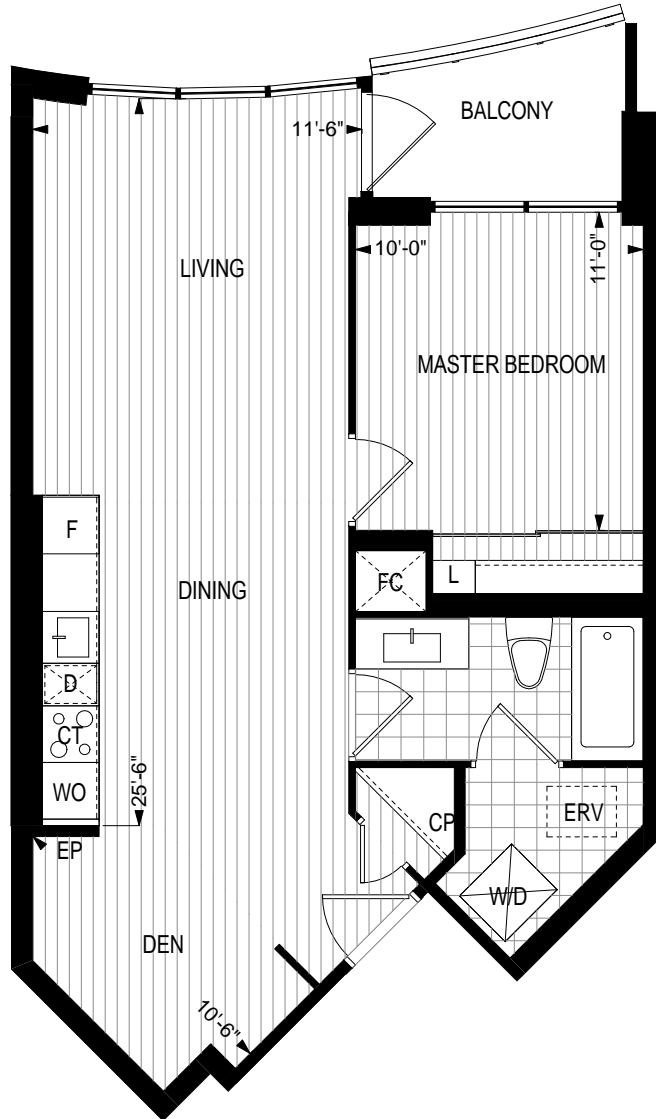 BALCONY
11'-6"
10'-0"
11'-0"
LIVING
MASTER BEDROOM
F
FC
L
DINING
D
CT
WO
25'-6"
ERV
CP
EP
W/D
DEN
10'-6"